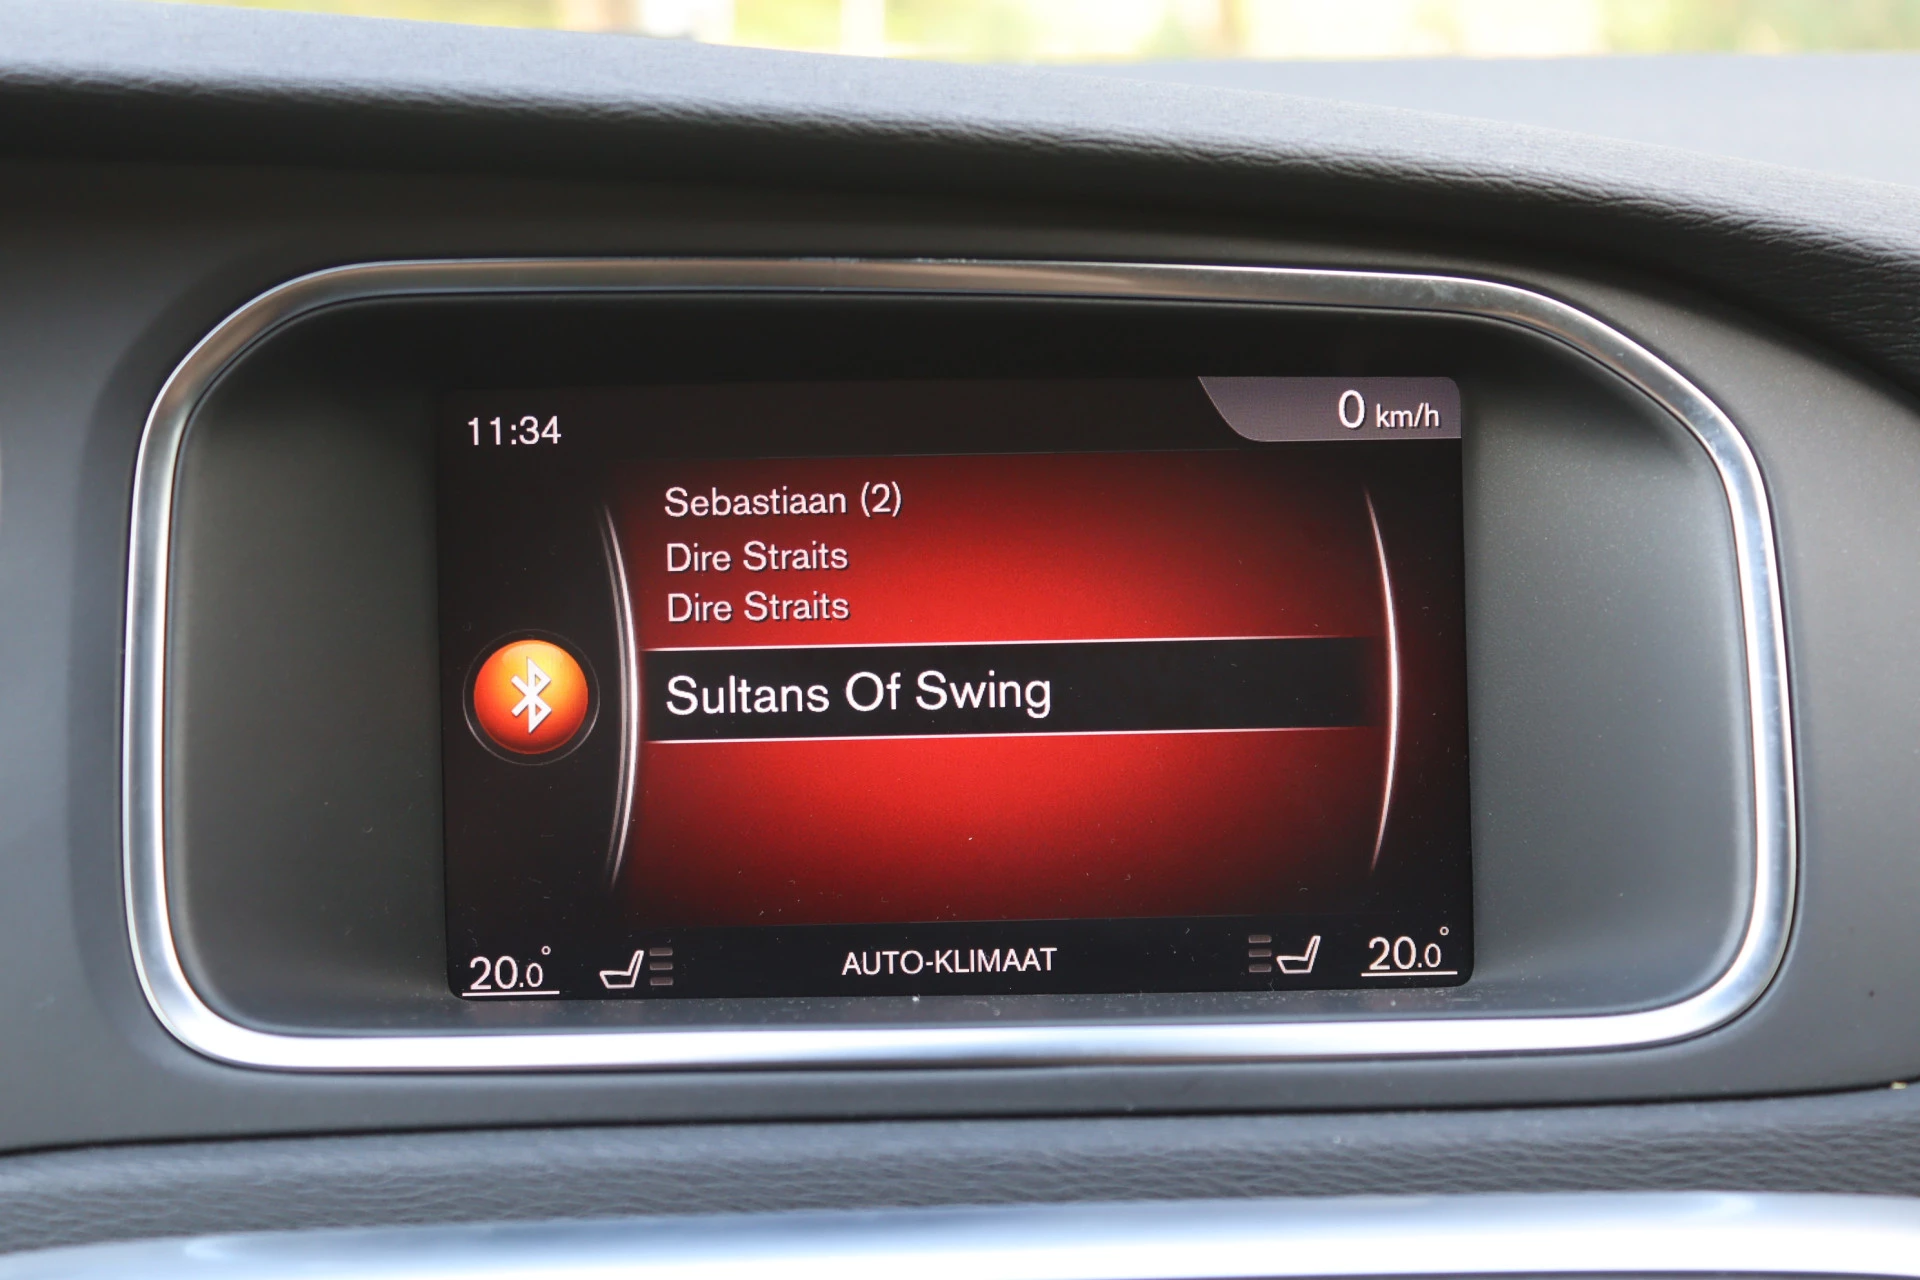 11:34
0 km/h
Sebastiaan (2)
Dire Straits
Dire Straits
Sultans Of Swing
20.0° AUTO-KLIMAAT 20.0°